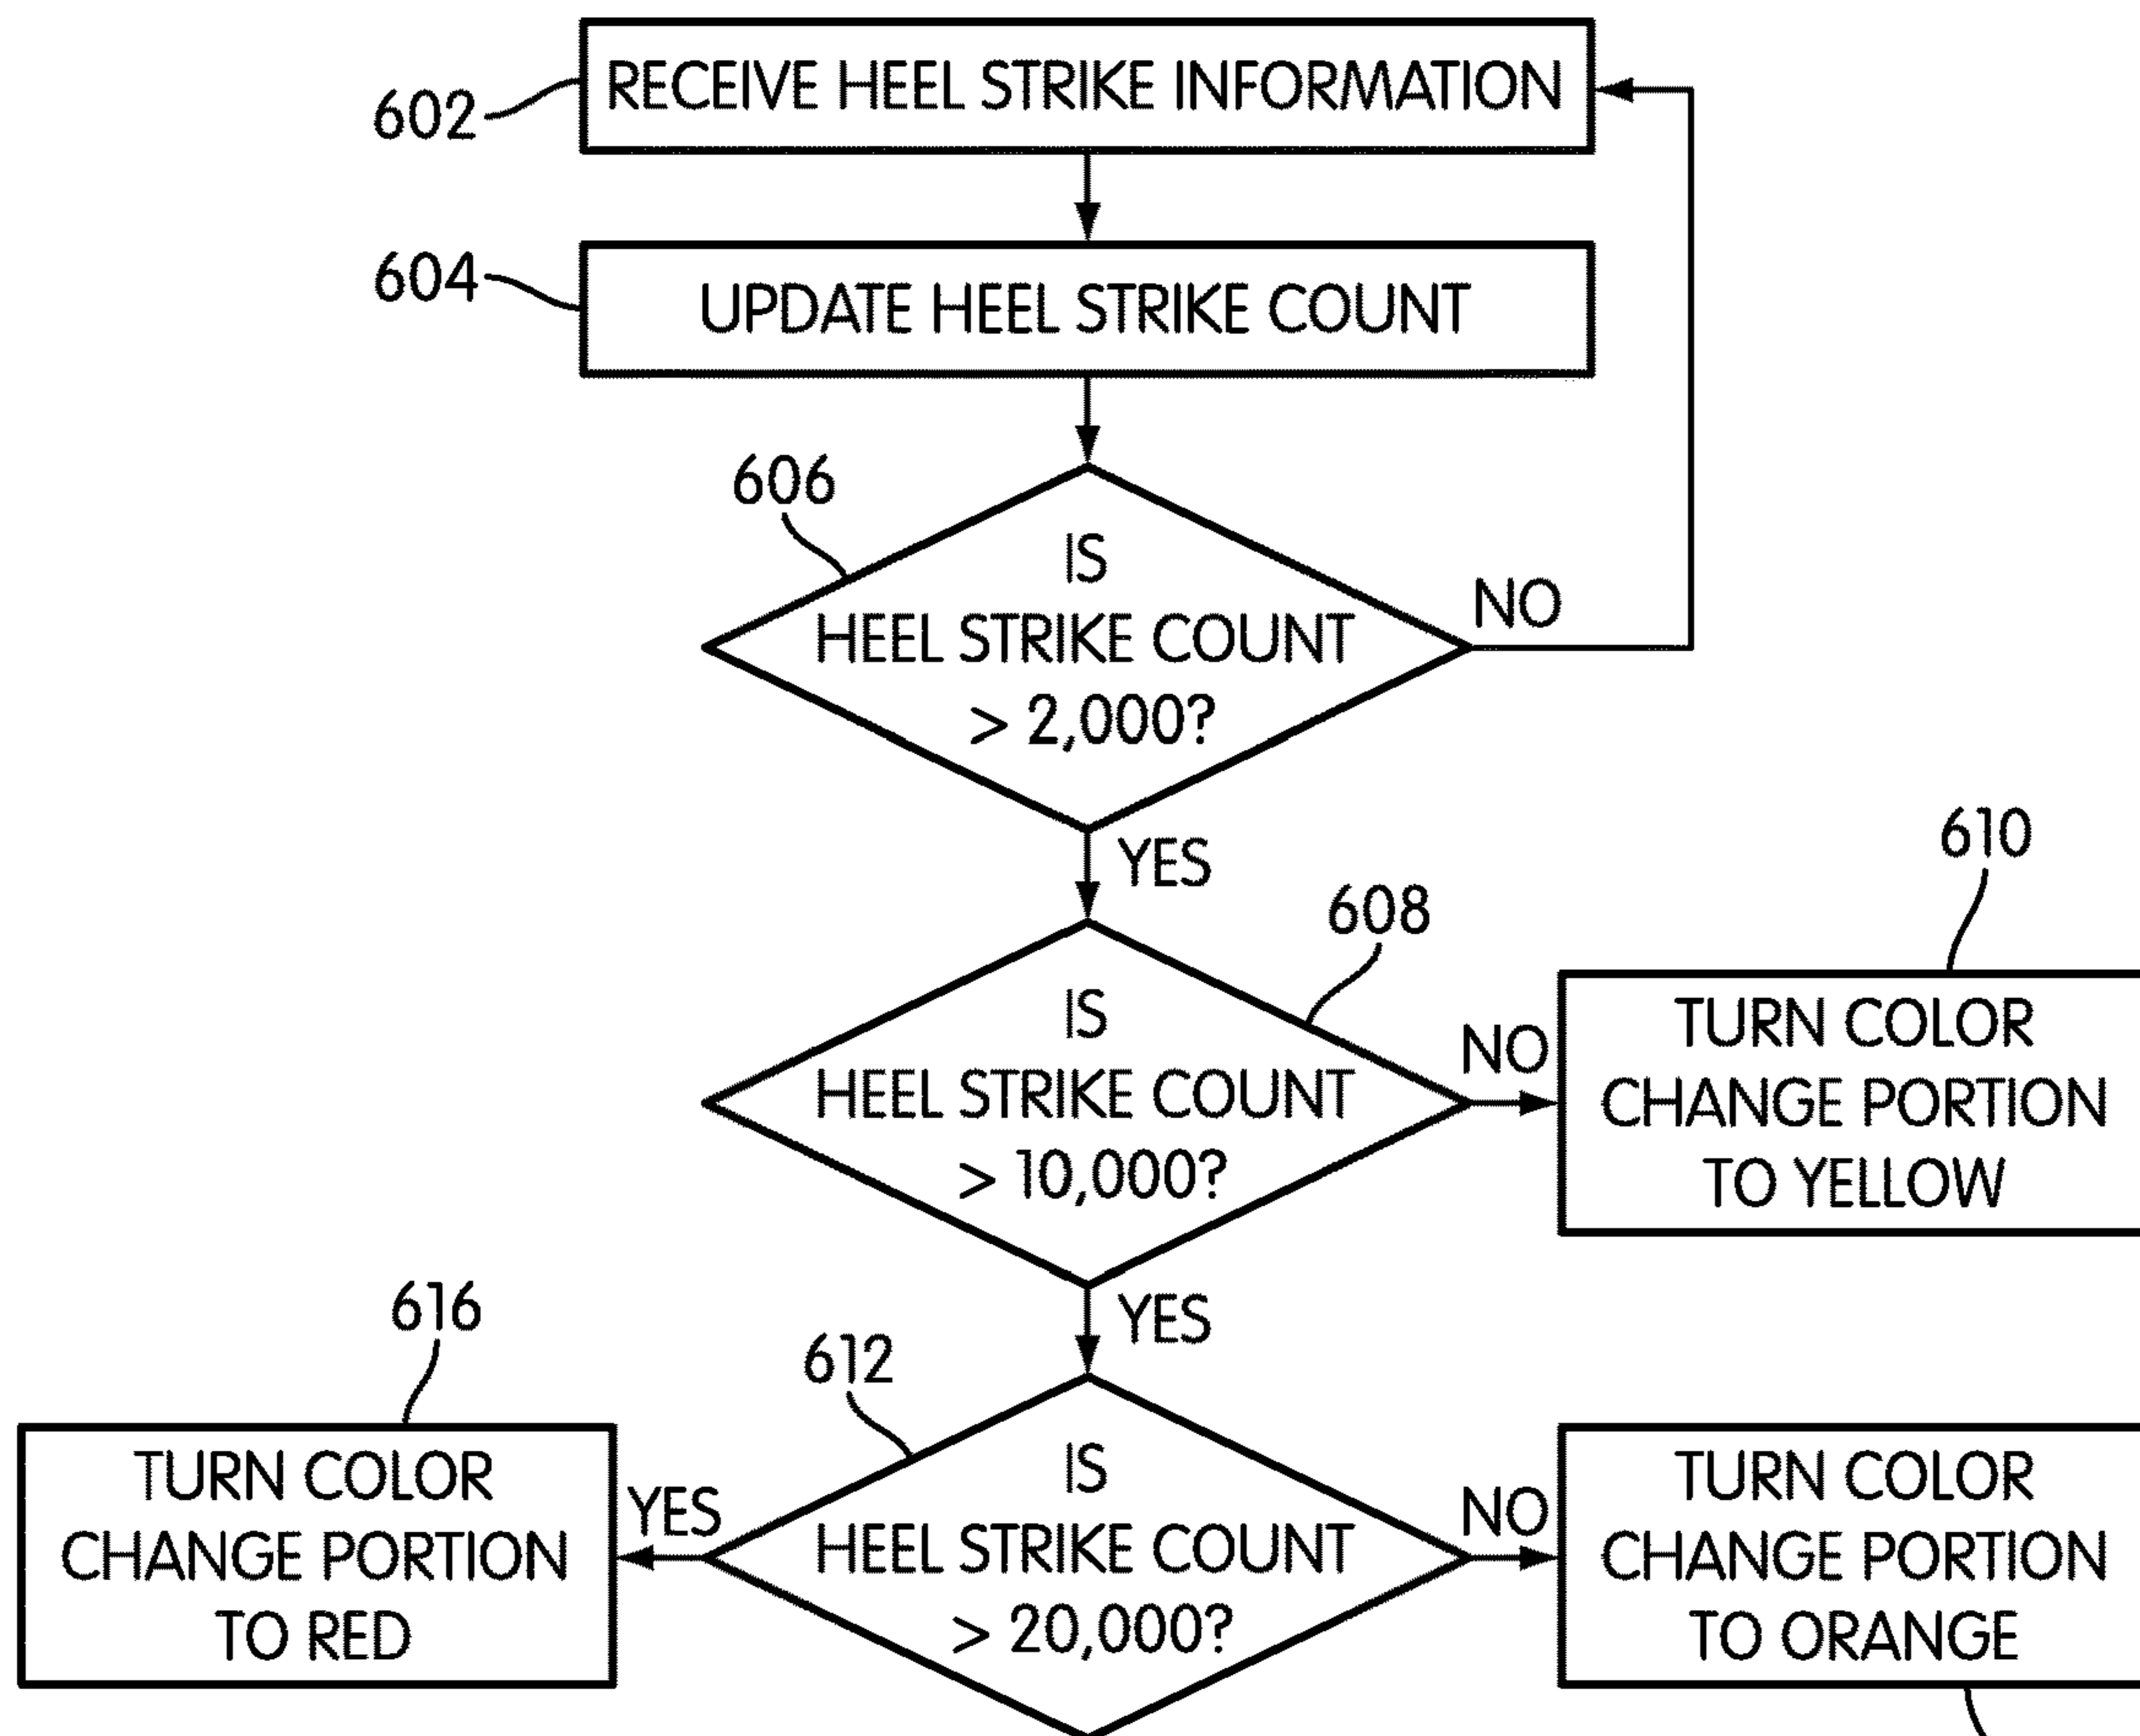 602
RECEIVE HEEL STRIKE INFORMATION
604
UPDATE HEEL STRIKE COUNT
606
IS
HEEL STRIKE COUNT
> 2,000?
NO
YES
608
IS
HEEL STRIKE COUNT
> 10,000?
NO
610
TURN COLOR
CHANGE PORTION
TO YELLOW
YES
612
IS
HEEL STRIKE COUNT
> 20,000?
YES
616
TURN COLOR
CHANGE PORTION
TO RED
NO
TURN COLOR
CHANGE PORTION
TO ORANGE